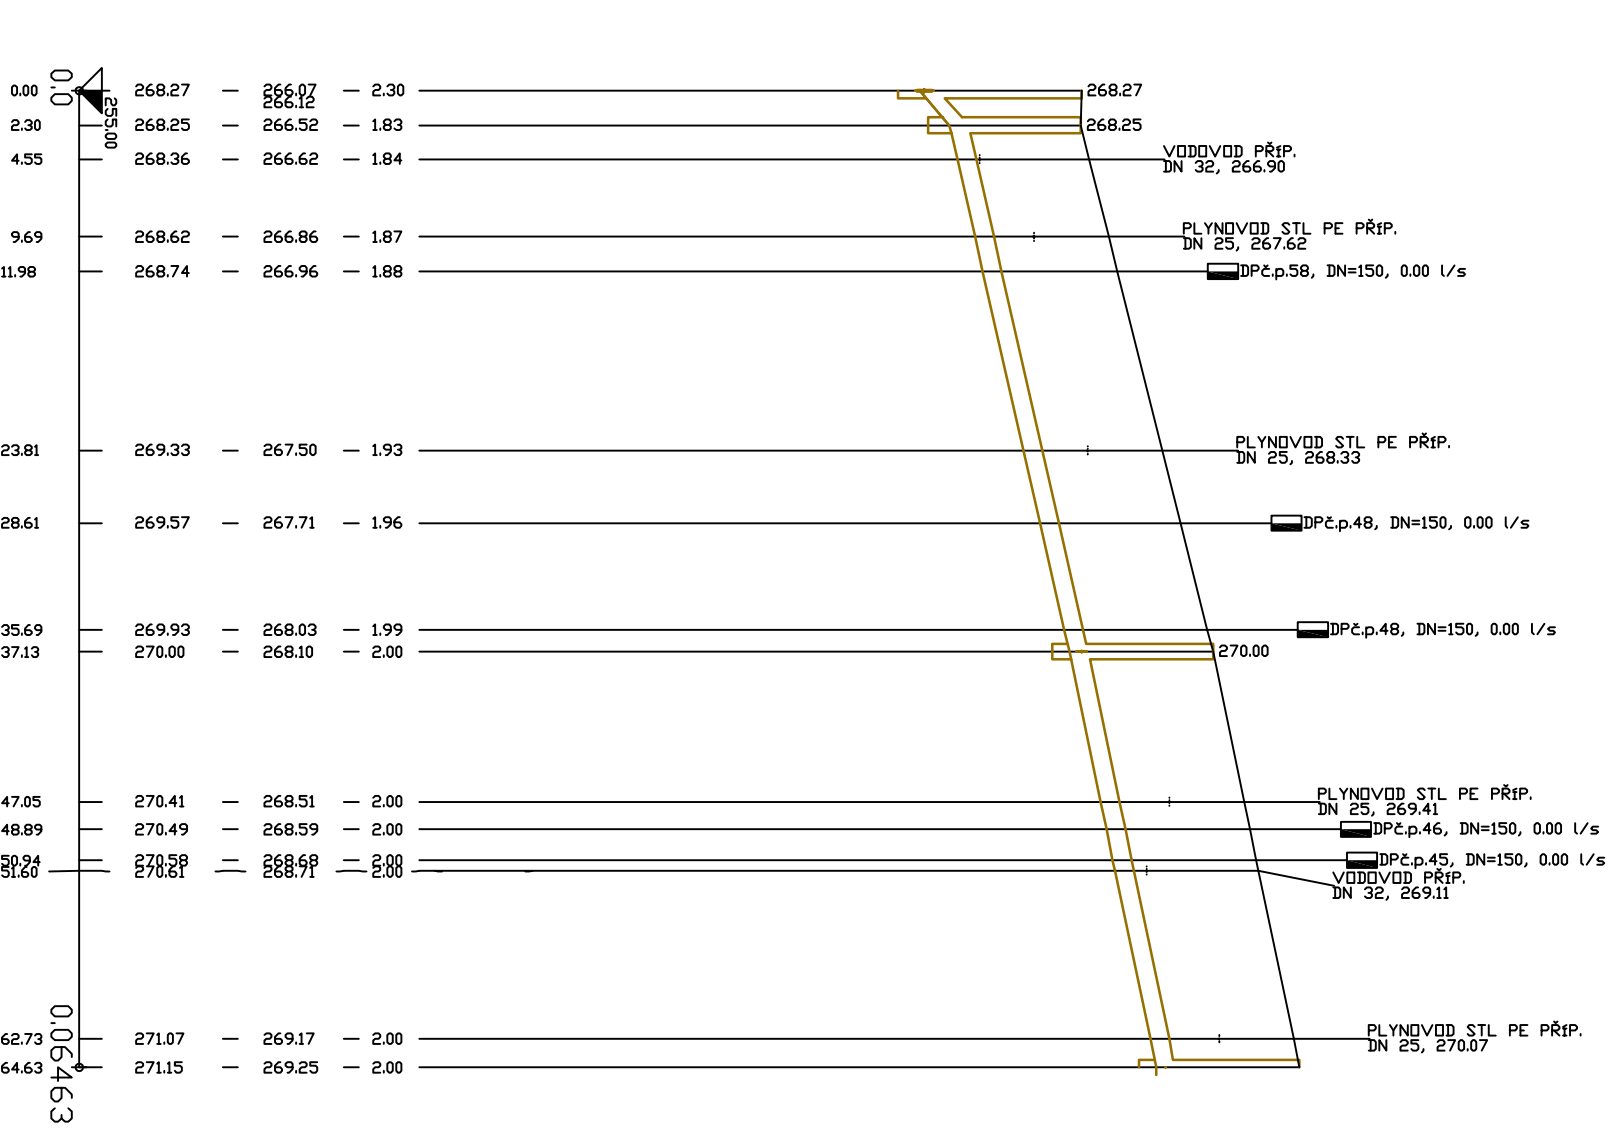 0.0
0.00 268.27 266.07 2.30 268.27
266.12
255.00
2.30 268.25 266.52 1.83 268.25
4.55 268.36 266.62 1.84 VODOVOD PŘÍP.
DN 32, 266.90
9.69 268.62 266.86 1.87 PLYNOVOD STL PE PŘÍP.
DN 25, 267.62
11.98 268.74 266.96 1.88 DPč.p.58, DN=150, 0.00 l/s
23.81 269.33 267.50 1.93 PLYNOVOD STL PE PŘÍP.
DN 25, 268.33
28.61 269.57 267.71 1.96 DPč.p.48, DN=150, 0.00 l/s
35.69 269.93 268.03 1.99 DPč.p.48, DN=150, 0.00 l/s
37.13 270.00 268.10 2.00 270.00
47.05 270.41 268.51 2.00 PLYNOVOD STL PE PŘÍP.
DN 25, 269.41
48.89 270.49 268.59 2.00 DPč.p.46, DN=150, 0.00 l/s
50.94 270.58 268.68 2.00 DPč.p.45, DN=150, 0.00 l/s
51.60 270.61 268.71 2.00 VODOVOD PŘÍP.
DN 32, 269.11
62.73 271.07 269.17 2.00 PLYNOVOD STL PE PŘÍP.
DN 25, 270.07
64.63 271.15 269.25 2.00
0.06463